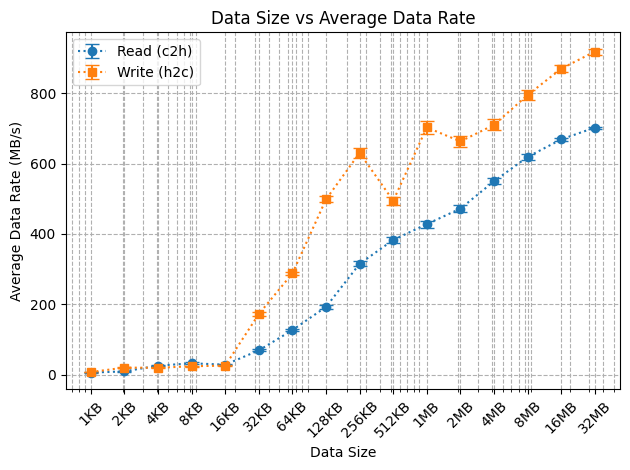 Data Size vs Average Data Rate
Read (c2h)
Write (h2c)
Average Data Rate (MB/s)
800
600
400
200
0
1KB
2KB
4KB
8KB
16KB
32KB
64KB
128KB
256KB
512KB
1MB
2MB
4MB
8MB
16MB
32MB
Data Size